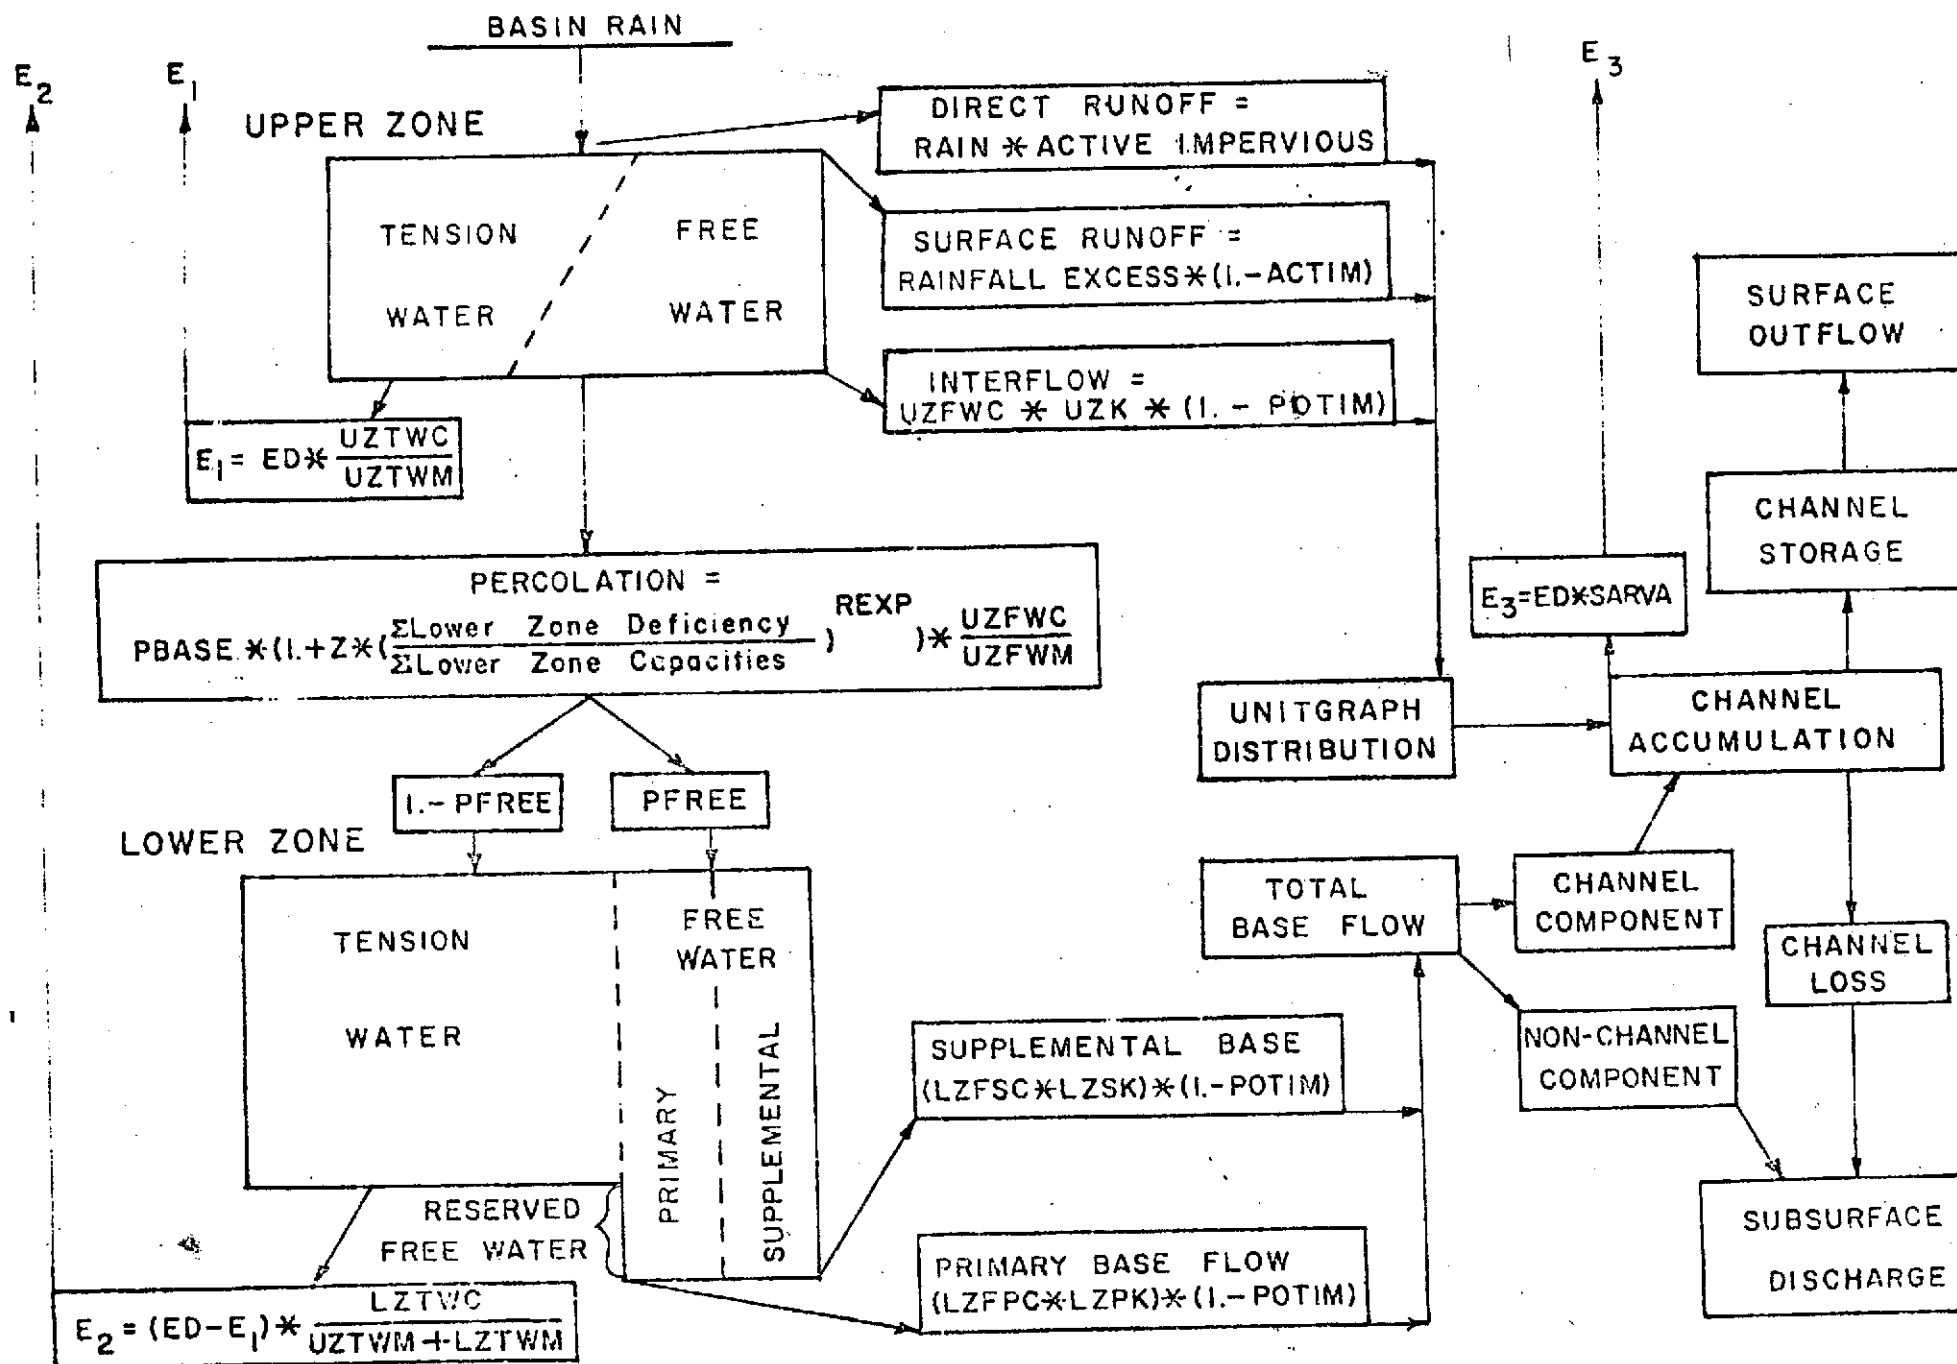 BASIN RAIN
E2
E1
E3
UPPER ZONE
DIRECT RUNOFF =
RAIN * ACTIVE IMPERVIOUS
TENSION
WATER
FREE
WATER
SURFACE RUNOFF =
RAINFALL EXCESS*(1.-ACTIM)
INTERFLOW =
UZFWC * UZK * (1. - POTIM)
SURFACE
OUTFLOW
E1 = ED* UZTWC
UZTWM
CHANNEL
STORAGE
PERCOLATION =
PBASE *(1.+Z*(ΣLower Zone Deficiency
ΣLower Zone Capacities)REXP)* UZFWC
UZFWM
E3=ED*SARVA
UNITGRAPH
DISTRIBUTION
CHANNEL
ACCUMULATION
1.-PFREE
PFREE
LOWER ZONE
TENSION
WATER
FREE
WATER
PRIMARY
SUPPLEMENTAL
TOTAL
BASE FLOW
CHANNEL
COMPONENT
CHANNEL
LOSS
SUPPLEMENTAL BASE
(LZFSC*LZSK)*(1.-POTIM)
NON-CHANNEL
COMPONENT
RESERVED
FREE WATER
PRIMARY BASE FLOW
(LZFPC*LZPK)*(1.-POTIM)
SUBSURFACE
DISCHARGE
E2 = (ED-E1)* LZTWC
UZTWM+LZTWM